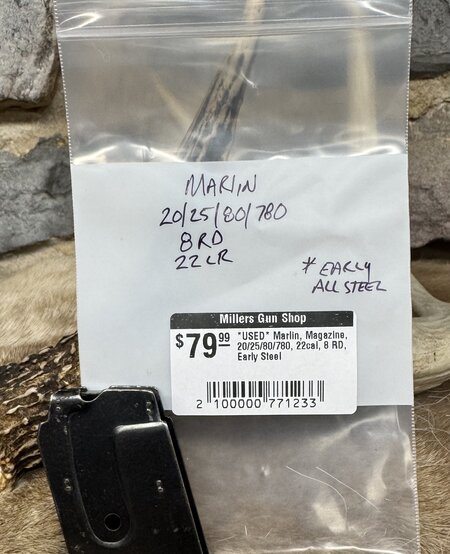 MARLIN
20/25/80/780
8 RD
22 LR
* EARLY
ALL STEEL
Millers Gun Shop
$79.99
*USED* Marlin, Magazine,
20/25/80/780, 22cal, 8 RD,
Early Steel
2 100000 771233